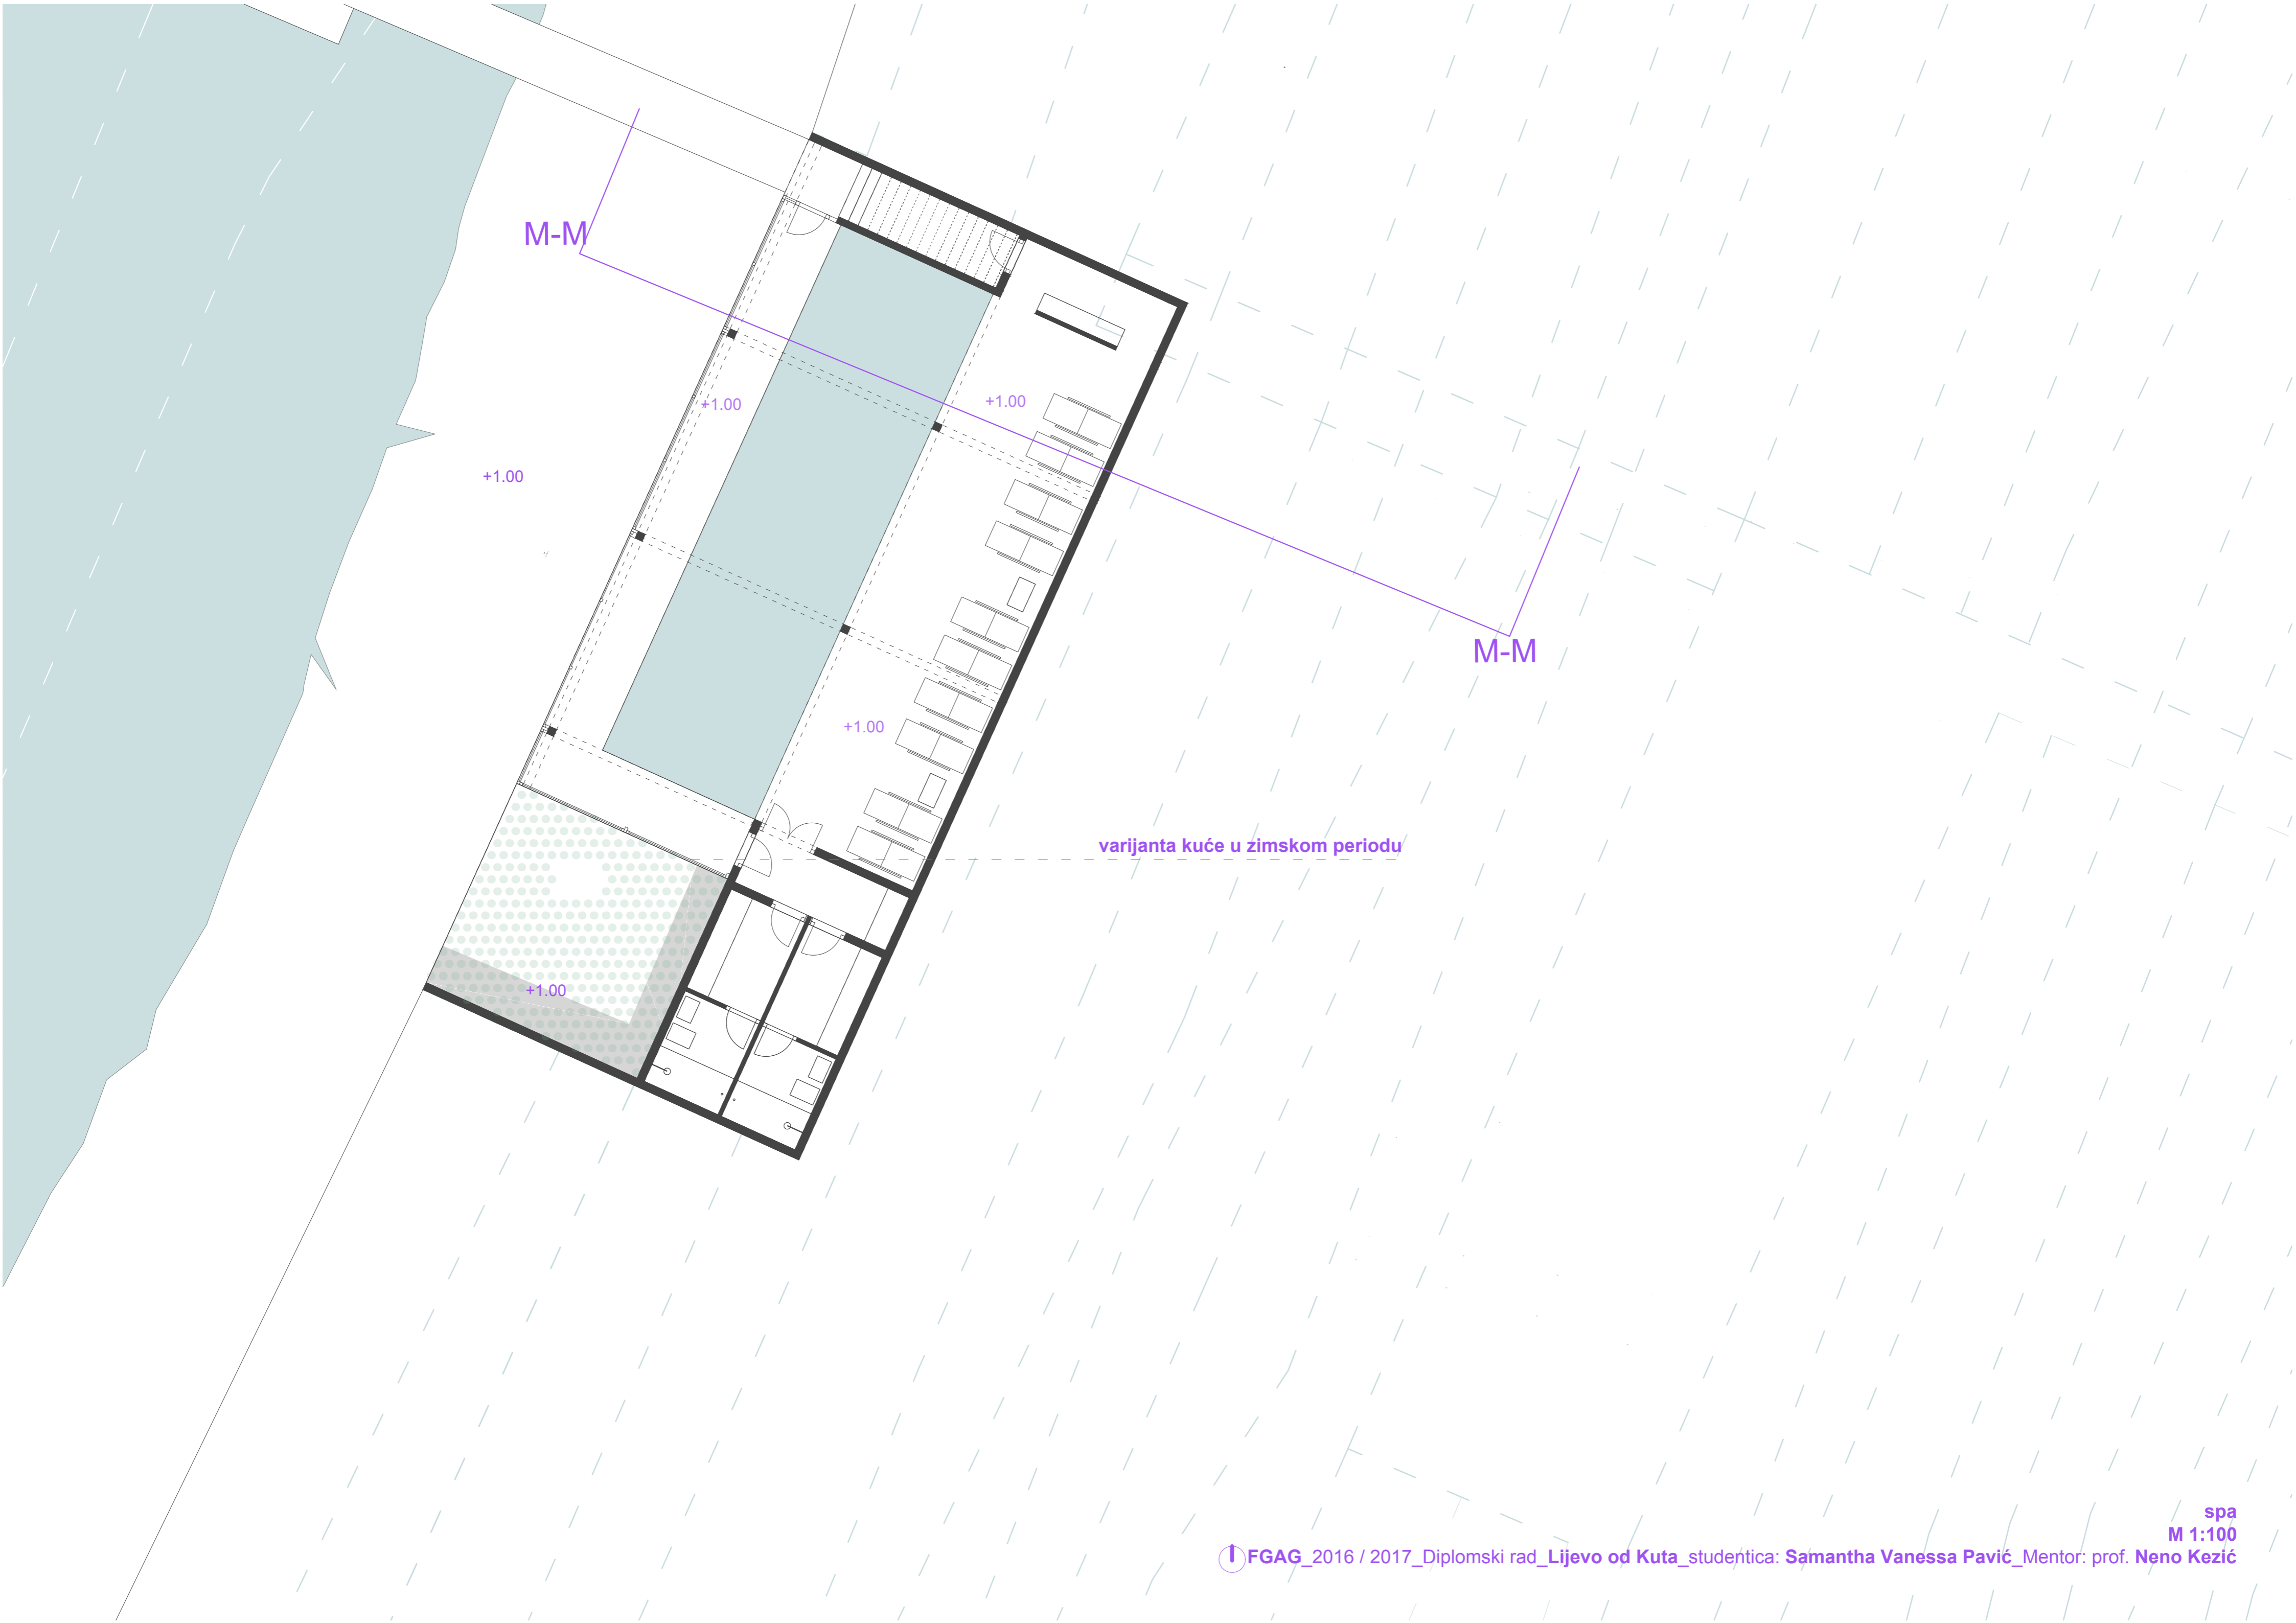 M-M
+1.00
+1.00
+1.00
M-M
+1.00
varijanta kuće u zimskom periodu
+1.00
spa
M 1:100
FGAG_2016 / 2017_Diplomski rad_Lijevo od Kuta_studentica: Samantha Vanessa Pavić_Mentor: prof. Neno Kezić